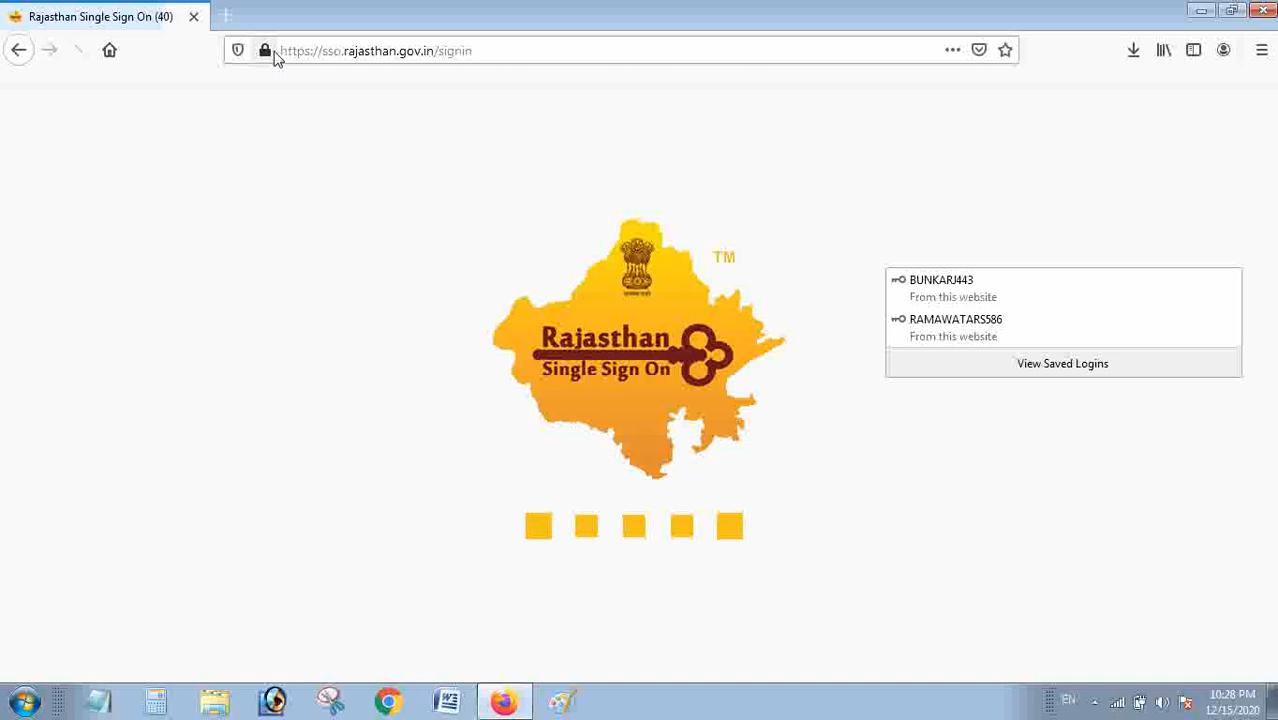 Rajasthan Single Sign On (40)
https://sso.rajasthan.gov.in/signin
TM
Rajasthan
Single Sign On
BUNKARJ443
From this website
RAMAWATARS586
From this website
View Saved Logins
EN
10:28 PM
12/15/2020